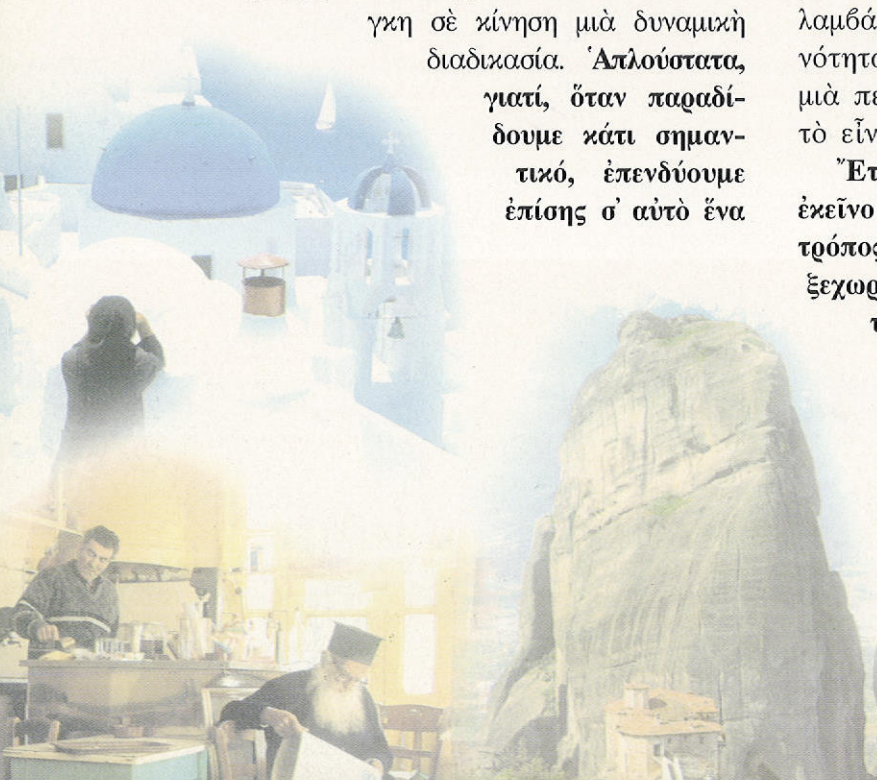 γκη σὲ κίνηση μιὰ δυναμικὴ
διαδικασία. Ἁπλούστατα,
γιατί, ὅταν παραδί-
δουμε κάτι σημαν-
τικό, ἐπενδύουμε
ἐπίσης σ' αὐτὸ ἕνα
λαμβά
νότητα
μιὰ πε
τὸ εἶν
Ἔτ
ἐκεῖνο
τρόπος
ξεχωρ
τ